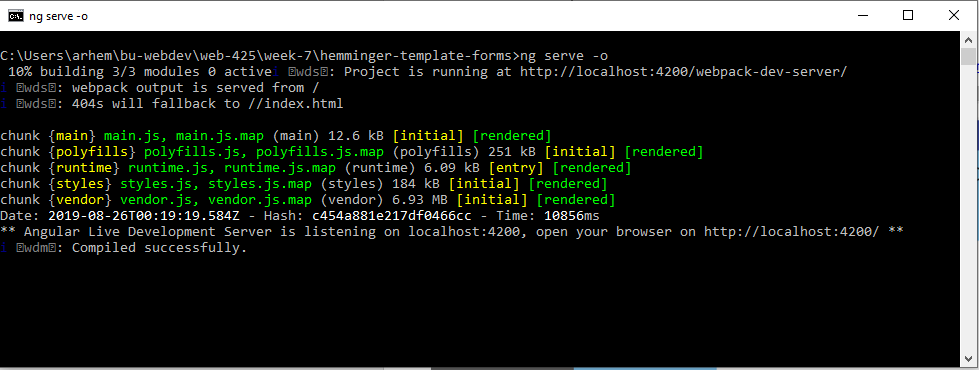 ng serve -o
C:\Users\arhem\bu-webdev\web-425\week-7\hemminger-template-forms>ng serve -o
10% building 3/3 modules 0 active i ｢wds｣: Project is running at http://localhost:4200/webpack-dev-server/
i ｢wds｣: webpack output is served from /
i ｢wds｣: 404s will fallback to //index.html
chunk {main} main.js, main.js.map (main) 12.6 kB [initial] [rendered]
chunk {polyfills} polyfills.js, polyfills.js.map (polyfills) 251 kB [initial] [rendered]
chunk {runtime} runtime.js, runtime.js.map (runtime) 6.09 kB [entry] [rendered]
chunk {styles} styles.js, styles.js.map (styles) 184 kB [initial] [rendered]
chunk {vendor} vendor.js, vendor.js.map (vendor) 6.93 MB [initial] [rendered]
Date: 2019-08-26T00:19:19.584Z - Hash: c454a881e217df0466cc - Time: 10856ms
** Angular Live Development Server is listening on localhost:4200, open your browser on http://localhost:4200/ **
i ｢wdm｣: Compiled successfully.